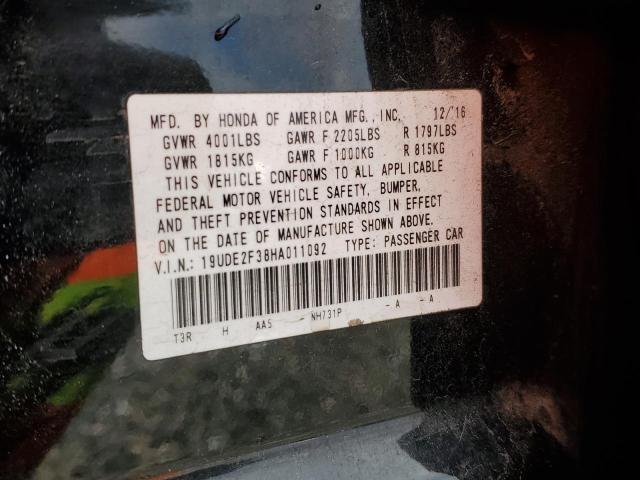 MFD. BY HONDA OF AMERICA MFG., INC. 12/'16
GVWR 4001LBS GAWR F 2205LBS R 1797LBS
GVWR 1815KG GAWR F 1000KG R 815KG
THIS VEHICLE CONFORMS TO ALL APPLICABLE
FEDERAL MOTOR VEHICLE SAFETY, BUMPER,
AND THEFT PREVENTION STANDARDS IN EFFECT
ON THE DATE OF MANUFACTURE SHOWN ABOVE.
V.I.N.: 19UDE2F38HA011092 TYPE: PASSENGER CAR
T3R H AA5 - NH731P - A - A